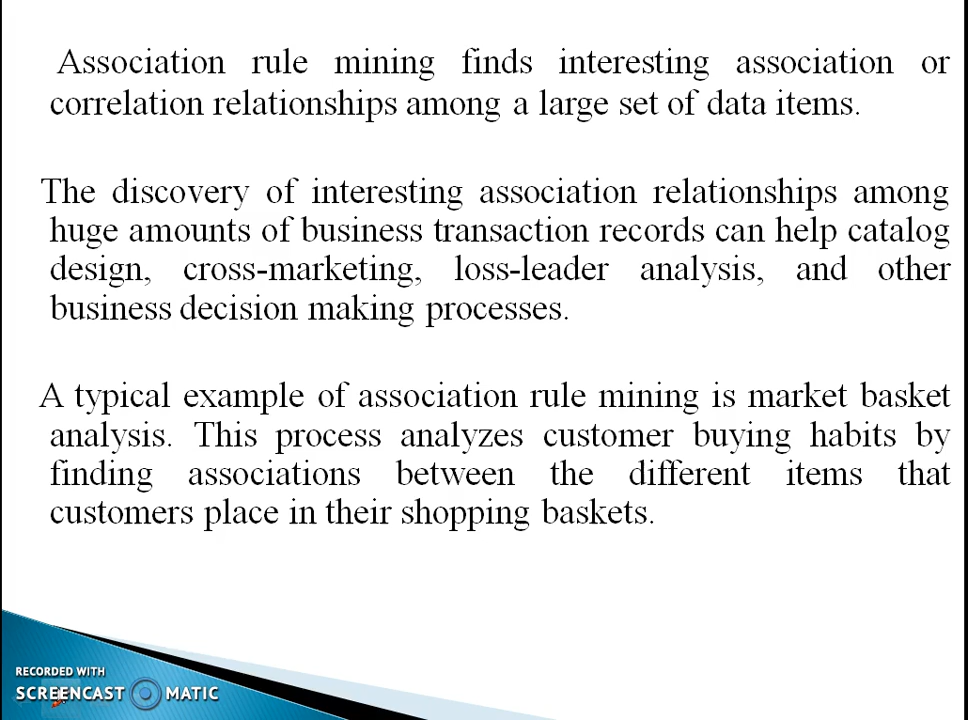 Association rule mining finds interesting association or
correlation relationships among a large set of data items.
The discovery of interesting association relationships among
huge amounts of business transaction records can help catalog
design, cross-marketing, loss-leader analysis, and other
business decision making processes.
A typical example of association rule mining is market basket
analysis. This process analyzes customer buying habits by
finding associations between the different items that
customers place in their shopping baskets.
RECORDED WITH
SCREENCAST MATIC